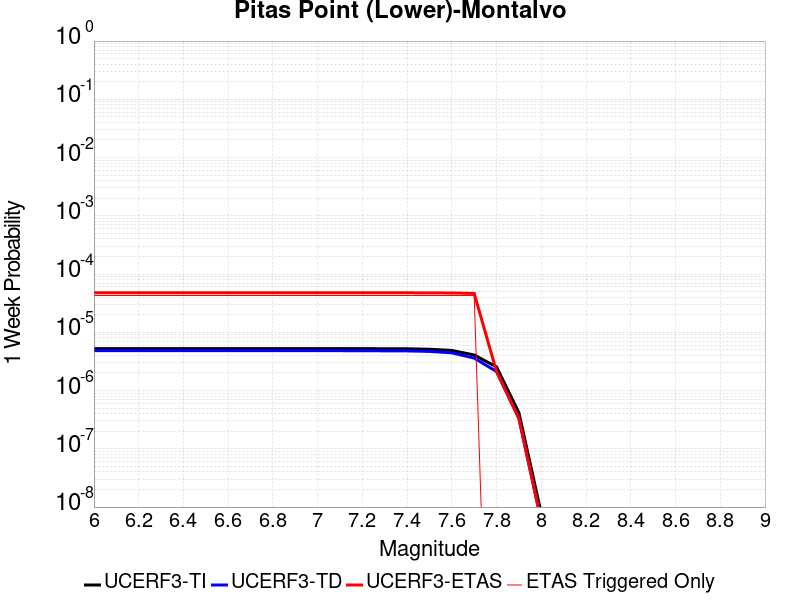 Pitas Point (Lower)-Montalvo
10^0
10^-1
10^-2
10^-3
10^-4
10^-5
10^-6
10^-7
10^-8
1 Week Probability
6 6.2 6.4 6.6 6.8 7 7.2 7.4 7.6 7.8 8 8.2 8.4 8.6 8.8 9
Magnitude
UCERF3-TI UCERF3-TD UCERF3-ETAS ETAS Triggered Only